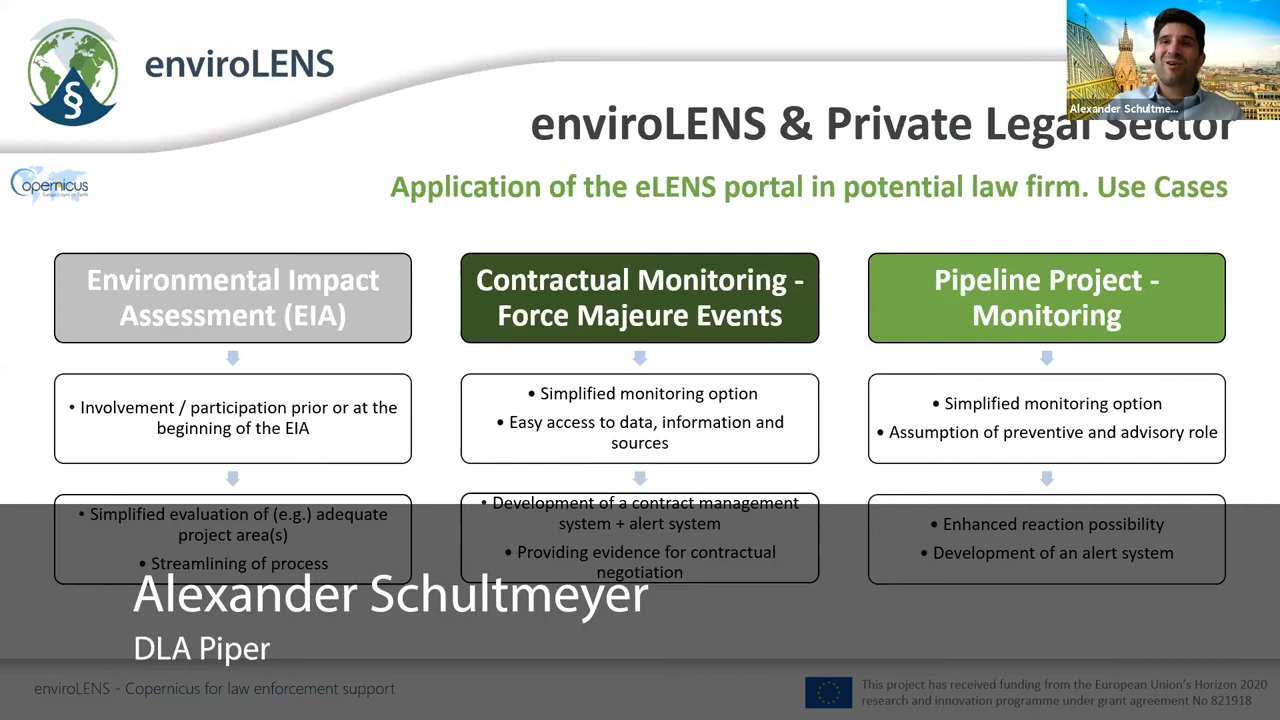 enviroLENS
§
Alexander Schultme...
enviroLENS & Private Legal Sector
Copernicus
Application of the eLENS portal in potential law firm. Use Cases
Environmental Impact
Assessment (EIA)
• Involvement / participation prior or at the
beginning of the EIA
• Simplified evaluation of (e.g.) adequate
project area(s)
• Streamlining of process
Contractual Monitoring -
Force Majeure Events
• Simplified monitoring option
• Easy access to data, information and
sources
• Development of a contract management
system + alert system
• Providing evidence for contractual
negotiation
Pipeline Project -
Monitoring
• Simplified monitoring option
• Assumption of preventive and advisory role
• Enhanced reaction possibility
• Development of an alert system
Alexander Schultmeyer
DLA Piper
enviroLENS - Copernicus for law enforcement support
This project has received funding from the European Union's Horizon 2020
research and innovation programme under grant agreement No 821918